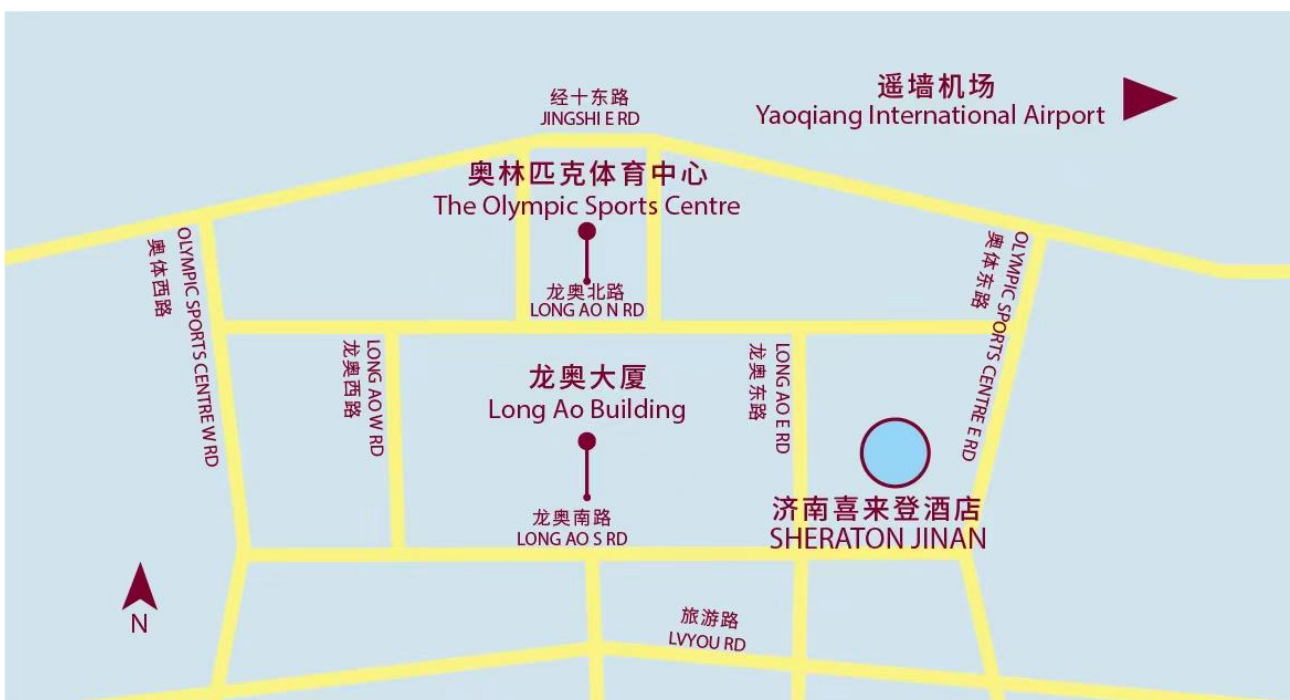 遥墙机场
Yaoqiang International Airport
经十东路
JINGSHI E RD
奥林匹克体育中心
The Olympic Sports Centre
OLYMPIC SPORTS CENTRE W RD
奥体西路
OLYMPIC SPORTS CENTRE E RD
奥体东路
龙奥北路
LONG AO N RD
LONG AO W RD
龙奥西路
龙奥大厦
Long Ao Building
LONG AO E RD
龙奥东路
济南喜来登酒店
SHERATON JINAN
龙奥南路
LONG AO S RD
N
旅游路
LVYOU RD